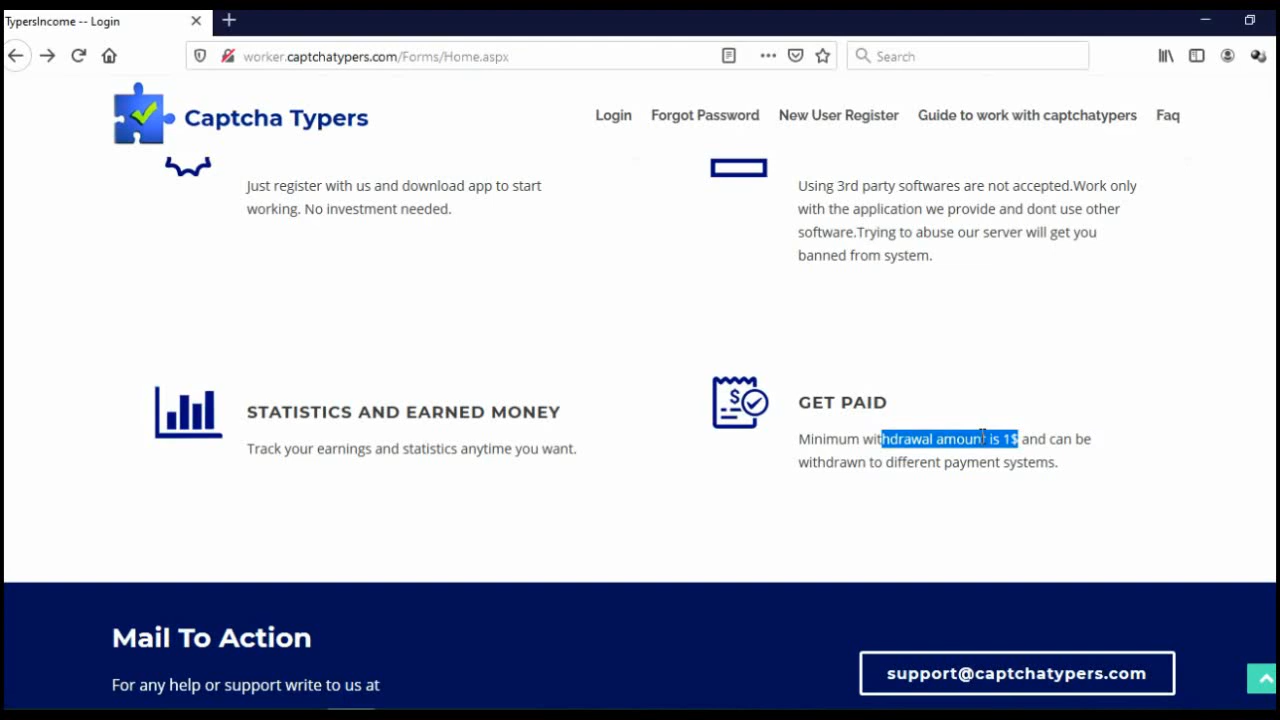 TypersIncome -- Login
worker.captchatypers.com/Forms/Home.aspx
Search
Captcha Typers
Login
Forgot Password
New User Register
Guide to work with captchatypers
Faq
Just register with us and download app to start
working. No investment needed.
Using 3rd party softwares are not accepted.Work only
with the application we provide and dont use other
software.Trying to abuse our server will get you
banned from system.
STATISTICS AND EARNED MONEY
Track your earnings and statistics anytime you want.
GET PAID
Minimum withdrawal amount is 1$ and can be
withdrawn to different payment systems.
Mail To Action
For any help or support write to us at
support@captchatypers.com